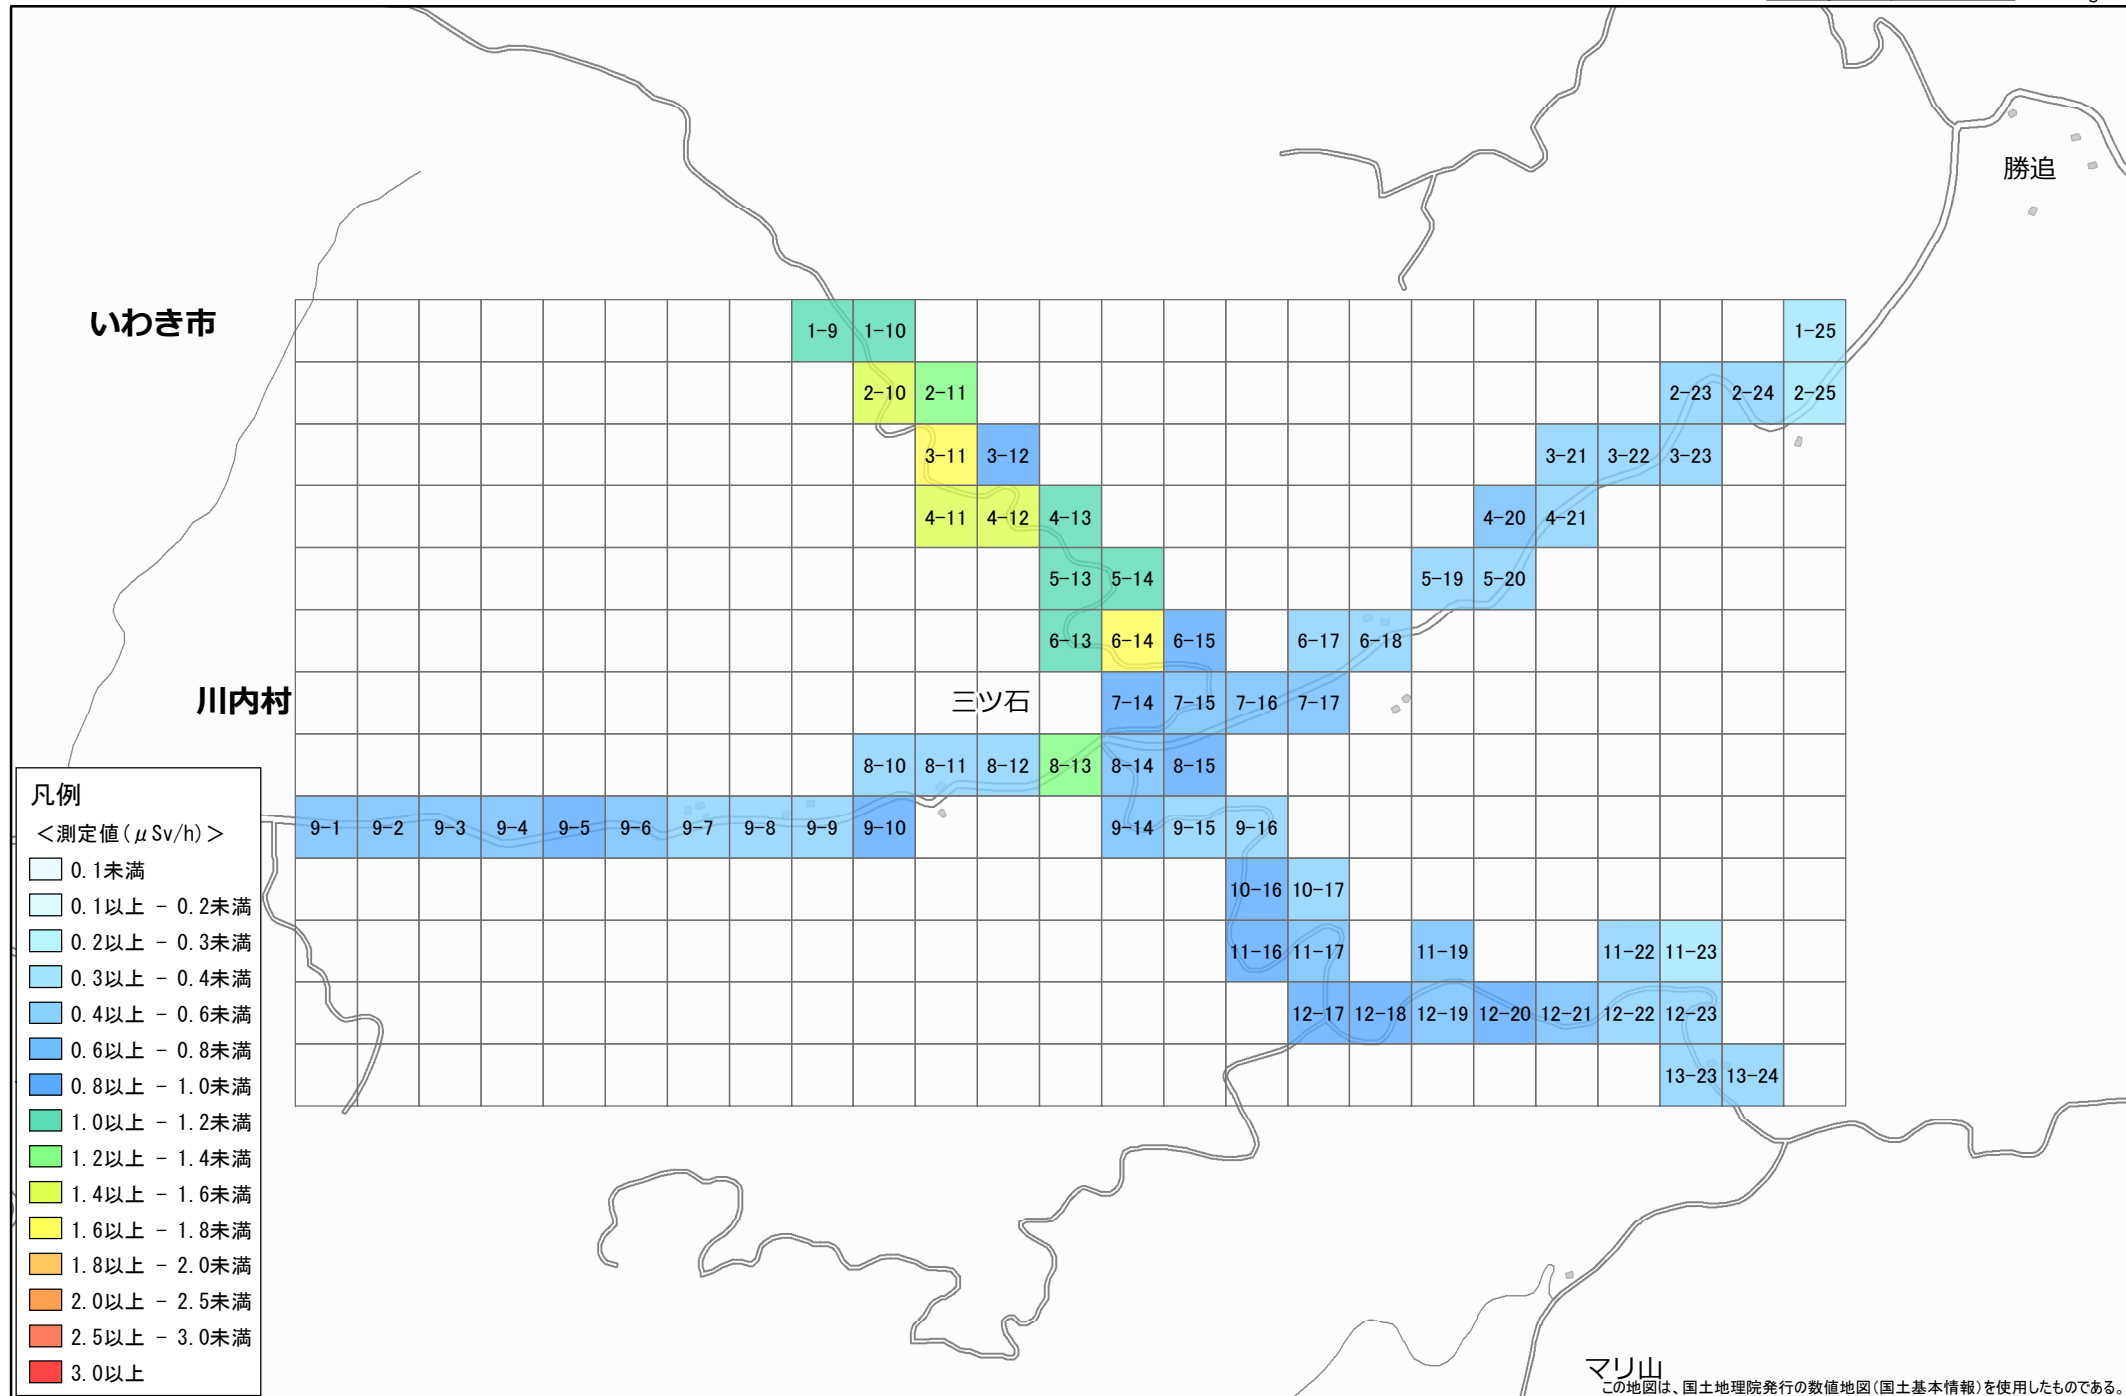 勝追
いわき市
1-9 1-10 1-25
2-10 2-11 2-23 2-24 2-25
3-11 3-12 3-21 3-22 3-23
4-11 4-12 4-13 4-20 4-21
5-13 5-14 5-19 5-20
6-13 6-14 6-15 6-17 6-18
川内村
三ツ石
7-14 7-15 7-16 7-17
8-10 8-11 8-12 8-13 8-14 8-15
9-1 9-2 9-3 9-4 9-5 9-6 9-7 9-8 9-9 9-10 9-14 9-15 9-16
10-16 10-17
11-16 11-17 11-19 11-22 11-23
12-17 12-18 12-19 12-20 12-21 12-22 12-23
13-23 13-24
凡例
＜測定値(μSv/h)＞
0.1未満
0.1以上 - 0.2未満
0.2以上 - 0.3未満
0.3以上 - 0.4未満
0.4以上 - 0.6未満
0.6以上 - 0.8未満
0.8以上 - 1.0未満
1.0以上 - 1.2未満
1.2以上 - 1.4未満
1.4以上 - 1.6未満
1.6以上 - 1.8未満
1.8以上 - 2.0未満
2.0以上 - 2.5未満
2.5以上 - 3.0未満
3.0以上
マリ山
この地図は、国土地理院発行の数値地図(国土基本情報)を使用したものである。